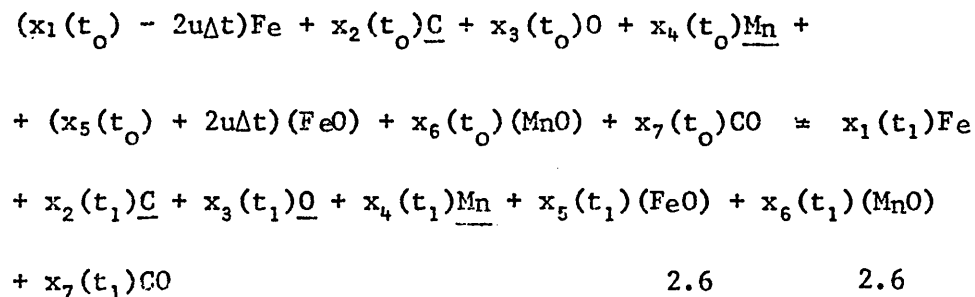 (x₁(tₒ) - 2uΔt)Fe + x₂(tₒ)C + x₃(tₒ)O + x₄(tₒ)Mn +
+ (x₅(tₒ) + 2uΔt)(FeO) + x₆(tₒ)(MnO) + x₇(tₒ)CO = x₁(t₁)Fe
+ x₂(t₁)C + x₃(t₁)O + x₄(t₁)Mn + x₅(t₁)(FeO) + x₆(t₁)(MnO)
+ x₇(t₁)CO 2.6 2.6